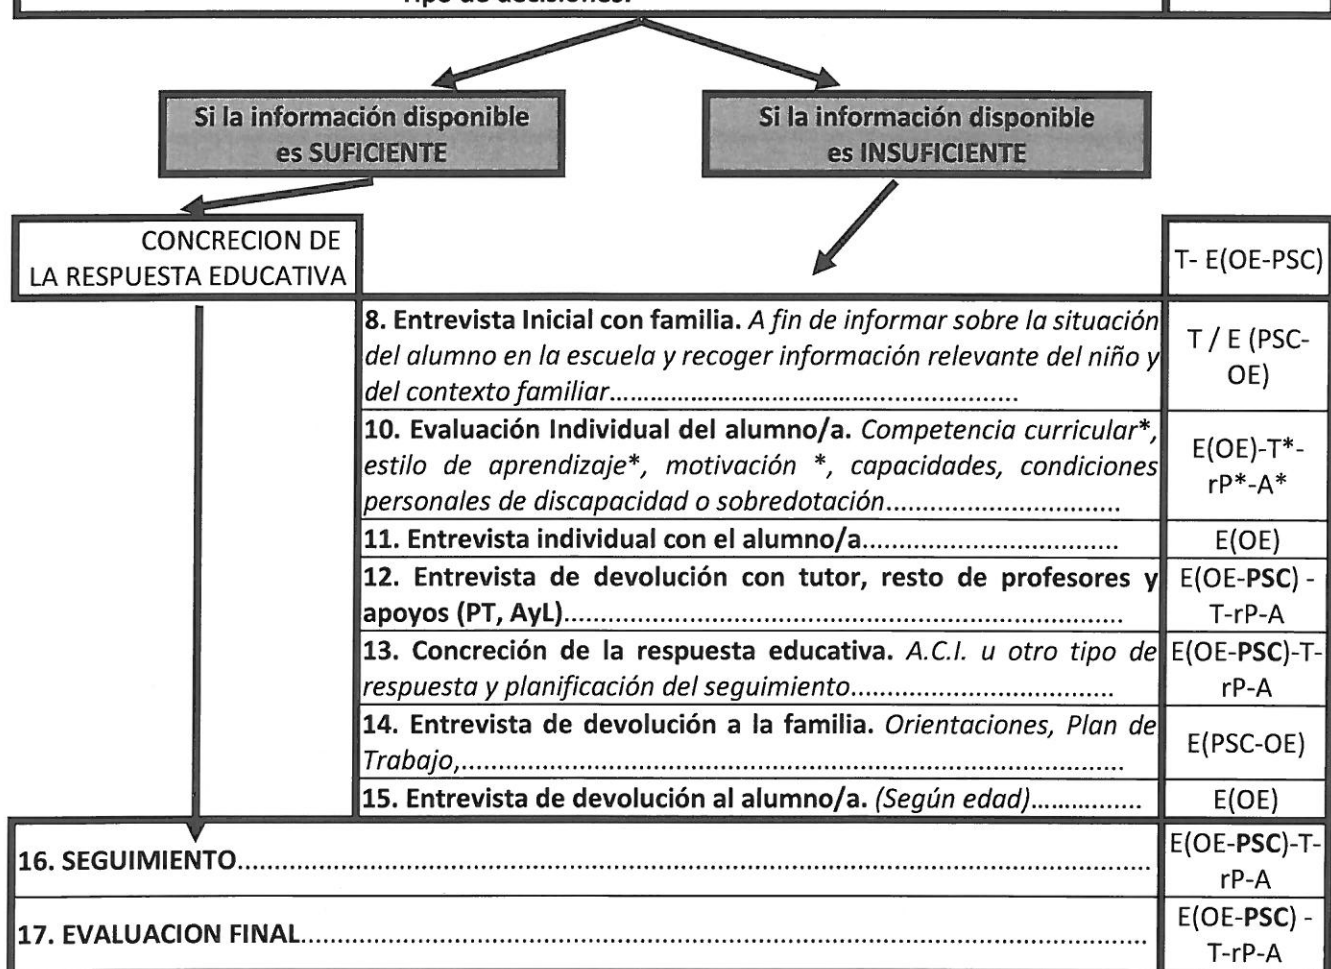 Tipo de decisiones.
Si la información disponible
es SUFICIENTE
Si la información disponible
es INSUFICIENTE
CONCRECION DE
LA RESPUESTA EDUCATIVA
T- E(OE-PSC)
8. Entrevista Inicial con familia. A fin de informar sobre la situación
del alumno en la escuela y recoger información relevante del niño y
del contexto familiar............................................................
T / E (PSC-
OE)
10. Evaluación Individual del alumno/a. Competencia curricular*,
estilo de aprendizaje*, motivación *, capacidades, condiciones
personales de discapacidad o sobredotación..................................
E(OE)-T*-
rP*-A*
11. Entrevista individual con el alumno/a.....................................
E(OE)
12. Entrevista de devolución con tutor, resto de profesores y
apoyos (PT, AyL)................................................................................
E(OE-PSC) -
T-rP-A
13. Concreción de la respuesta educativa. A.C.I. u otro tipo de
respuesta y planificación del seguimiento......................................
E(OE-PSC)-T-
rP-A
14. Entrevista de devolución a la familia. Orientaciones, Plan de
Trabajo,...............................................................................................
E(PSC-OE)
15. Entrevista de devolución al alumno/a. (Según edad)................
E(OE)
16. SEGUIMIENTO....................................................................................................................................
E(OE-PSC)-T-
rP-A
17. EVALUACION FINAL...........................................................................................................................
E(OE-PSC) -
T-rP-A